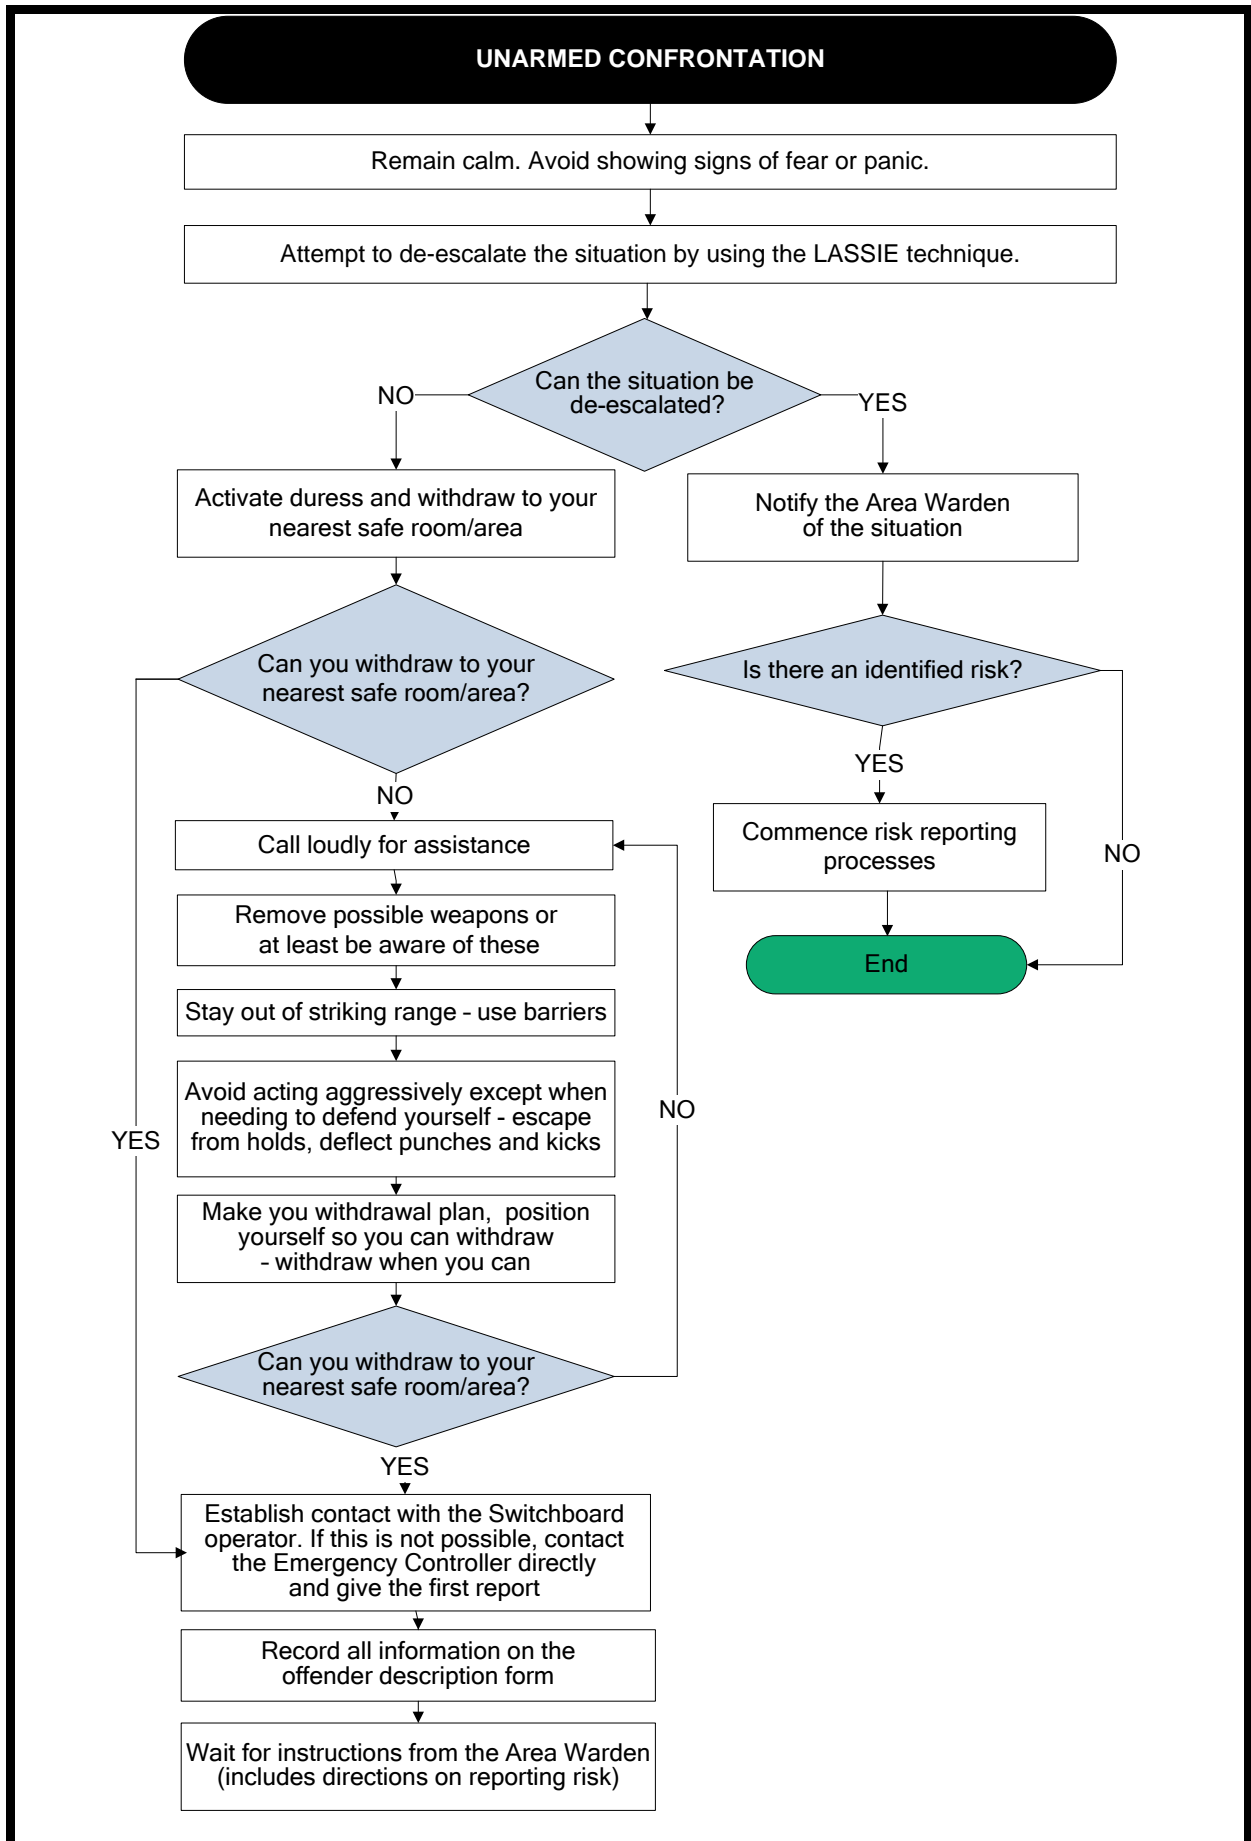 UNARMED CONFRONTATION
Remain calm. Avoid showing signs of fear or panic.
Attempt to de-escalate the situation by using the LASSIE technique.
Can the situation be
de-escalated?
NO
YES
Activate duress and withdraw to your
nearest safe room/area
Notify the Area Warden
of the situation
Can you withdraw to your
nearest safe room/area?
Is there an identified risk?
YES
NO
Commence risk reporting
processes
NO
Call loudly for assistance
Remove possible weapons or
at least be aware of these
End
Stay out of striking range - use barriers
Avoid acting aggressively except when
needing to defend yourself - escape
from holds, deflect punches and kicks
NO
YES
Make you withdrawal plan, position
yourself so you can withdraw
- withdraw when you can
Can you withdraw to your
nearest safe room/area?
YES
Establish contact with the Switchboard
operator. If this is not possible, contact
the Emergency Controller directly
and give the first report
Record all information on the
offender description form
Wait for instructions from the Area Warden
(includes directions on reporting risk)